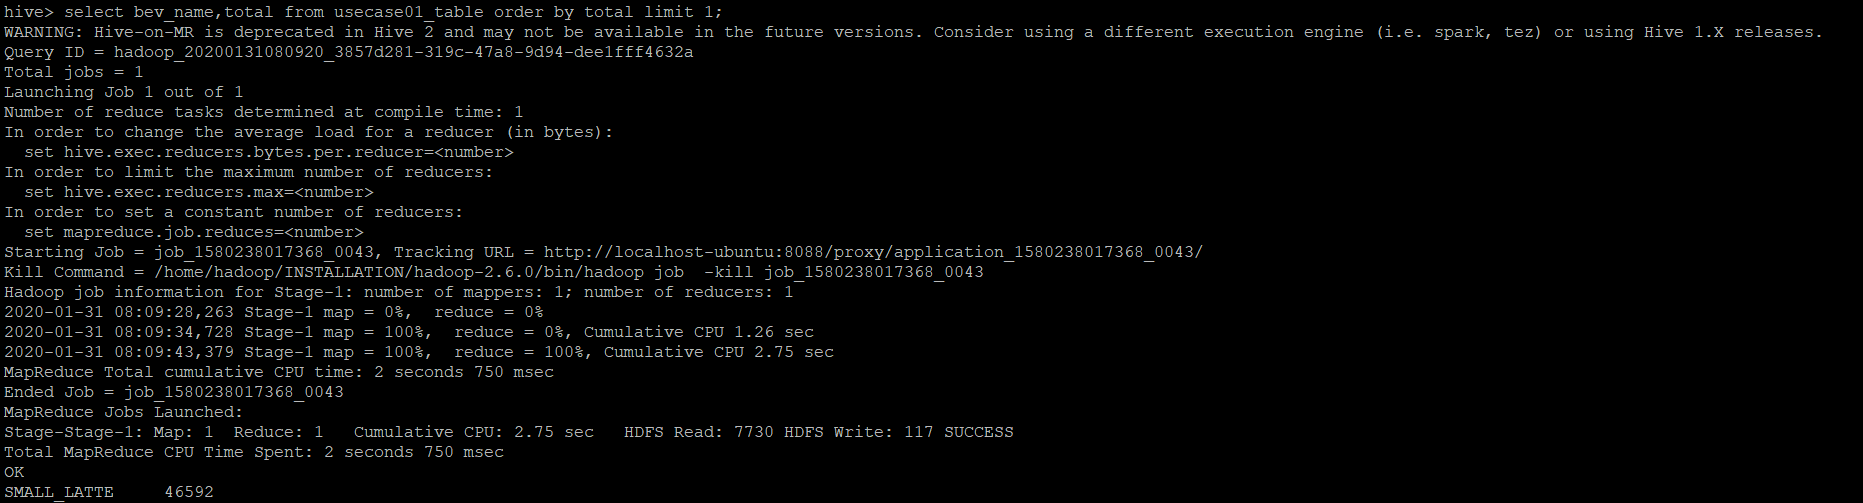 hive> select bev_name,total from usecase01_table order by total limit 1;
WARNING: Hive-on-MR is deprecated in Hive 2 and may not be available in the future versions. Consider using a different execution engine (i.e. spark, tez) or using Hive 1.X releases.
Query ID = hadoop_20200131080920_3857d281-319c-47a8-9d94-dee1fff4632a
Total jobs = 1
Launching Job 1 out of 1
Number of reduce tasks determined at compile time: 1
In order to change the average load for a reducer (in bytes):
  set hive.exec.reducers.bytes.per.reducer=<number>
In order to limit the maximum number of reducers:
  set hive.exec.reducers.max=<number>
In order to set a constant number of reducers:
  set mapreduce.job.reduces=<number>
Starting Job = job_1580238017368_0043, Tracking URL = http://localhost-ubuntu:8088/proxy/application_1580238017368_0043/
Kill Command = /home/hadoop/INSTALLATION/hadoop-2.6.0/bin/hadoop job  -kill job_1580238017368_0043
Hadoop job information for Stage-1: number of mappers: 1; number of reducers: 1
2020-01-31 08:09:28,263 Stage-1 map = 0%,  reduce = 0%
2020-01-31 08:09:34,728 Stage-1 map = 100%,  reduce = 0%, Cumulative CPU 1.26 sec
2020-01-31 08:09:43,379 Stage-1 map = 100%,  reduce = 100%, Cumulative CPU 2.75 sec
MapReduce Total cumulative CPU time: 2 seconds 750 msec
Ended Job = job_1580238017368_0043
MapReduce Jobs Launched:
Stage-Stage-1: Map: 1  Reduce: 1   Cumulative CPU: 2.75 sec   HDFS Read: 7730 HDFS Write: 117 SUCCESS
Total MapReduce CPU Time Spent: 2 seconds 750 msec
OK
SMALL_LATTE     46592